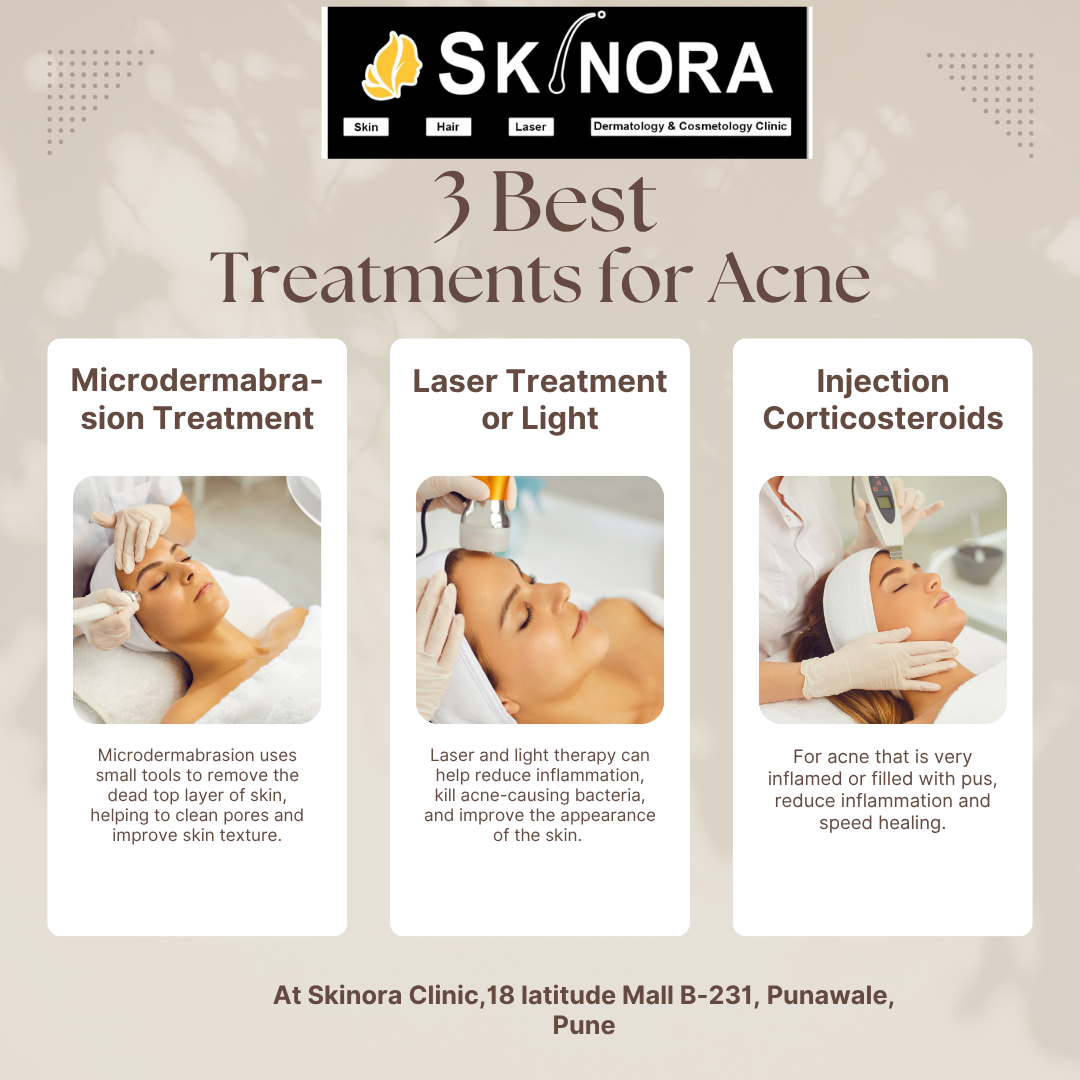 SKINORA
Skin
Hair
Laser
Dermatology & Cosmetology Clinic
3 Best
Treatments for Acne
Microdermabra-
sion Treatment
Microdermabrasion uses
small tools to remove the
dead top layer of skin,
helping to clean pores and
improve skin texture.
Laser Treatment
or Light
Laser and light therapy can
help reduce inflammation,
kill acne-causing bacteria,
and improve the appearance
of the skin.
Injection
Corticosteroids
For acne that is very
inflamed or filled with pus,
reduce inflammation and
speed healing.
At Skinora Clinic,18 latitude Mall B-231, Punawale,
Pune